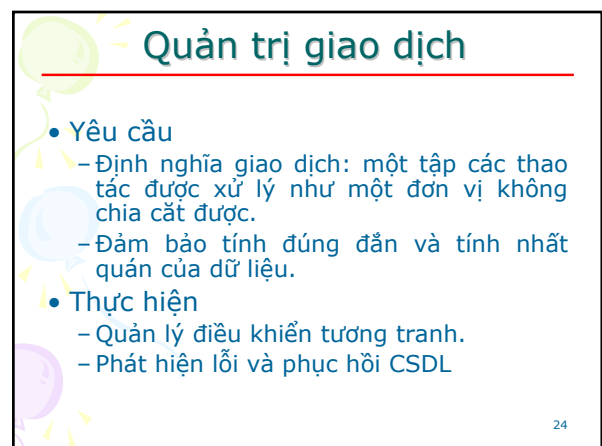 Quản trị giao dịch
• Yêu cầu
– Định nghĩa giao dịch: một tập các thao
tác được xử lý như một đơn vị không
chia căt được.
– Đảm bảo tính đúng đắn và tính nhất
quán của dữ liệu.
• Thực hiện
– Quản lý điều khiển tương tranh.
– Phát hiện lỗi và phục hồi CSDL
24